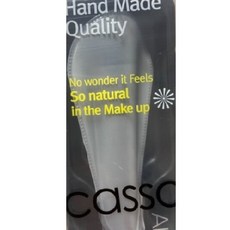 Hand Made
Quality
No wonder it Feels
So natural
in the Make up
casso